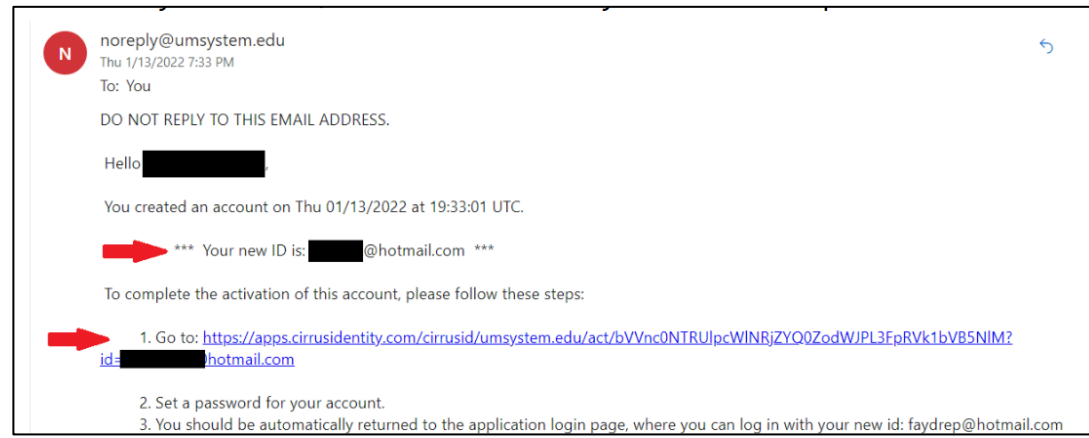 N
noreply@umsystem.edu
Thu 1/13/2022 7:33 PM
To: You
DO NOT REPLY TO THIS EMAIL ADDRESS.
Hello ,
You created an account on Thu 01/13/2022 at 19:33:01 UTC.
*** Your new ID is: @hotmail.com ***
To complete the activation of this account, please follow these steps:
1. Go to: https://apps.cirrusidentity.com/cirrusid/umsystem.edu/act/bVVnc0NTRUlpcWlNRjZYQ0ZodWJPL3FpRVk1bVB5NlM?
id= hotmail.com
2. Set a password for your account.
3. You should be automatically returned to the application login page, where you can log in with your new id: faydrep@hotmail.com